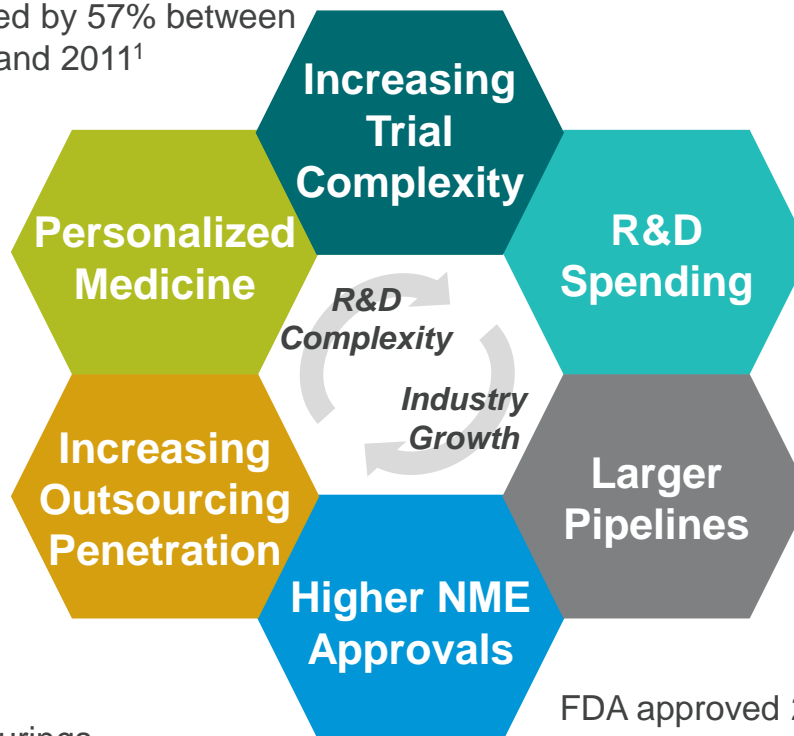 by 57% between
and 2011¹
Increasing
Trial
Complexity
Personalized
Medicine
R&D
Spending
R&D
Complexity
Industry
Growth
Increasing
Outsourcing
Penetration
Larger
Pipelines
Higher NME
Approvals
FDA approved